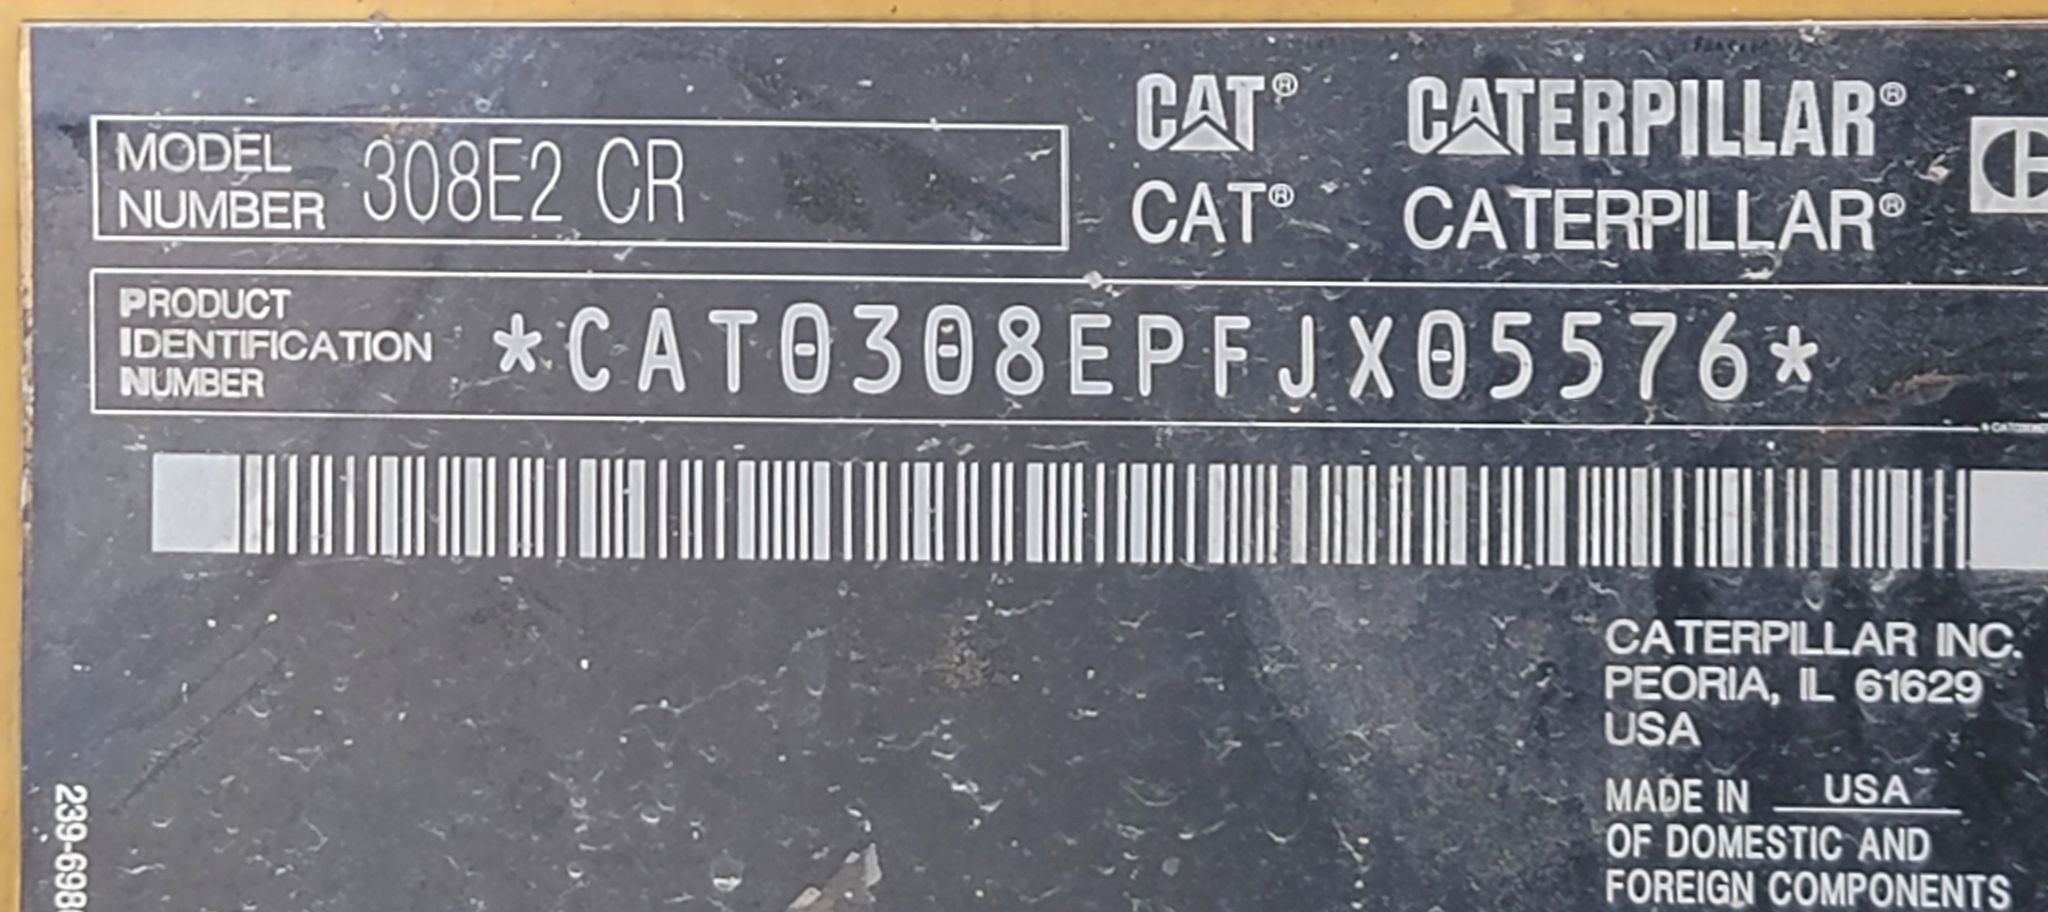 MODEL NUMBER 308E2 CR
CAT® CATERPILLAR®
CAT® CATERPILLAR®
PRODUCT IDENTIFICATION NUMBER *CAT0308EPFJX05576*
CATERPILLAR INC.
PEORIA, IL 61629
USA
MADE IN USA
OF DOMESTIC AND
FOREIGN COMPONENTS